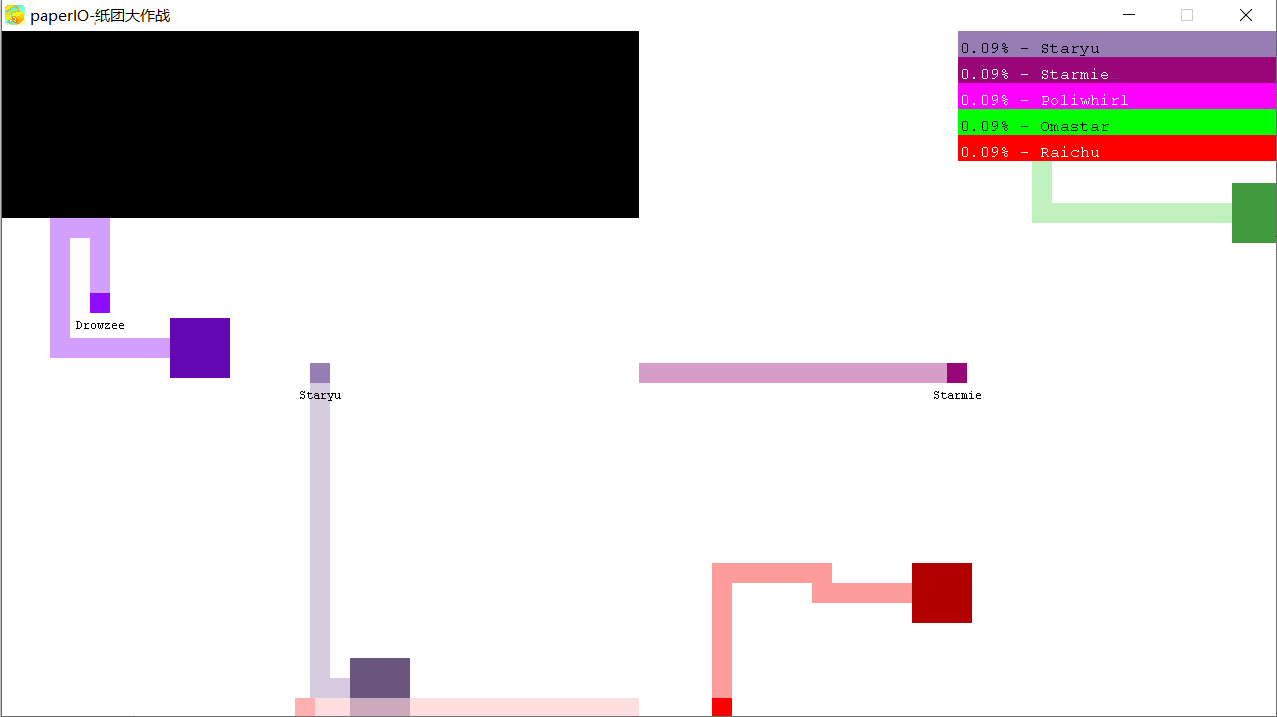 paperIO-纸团大作战
0.09% - Staryu
0.09% - Starmie
0.09% - Poliwhirl
0.09% - Omastar
0.09% - Raichu
Drowzee
Staryu
Starmie